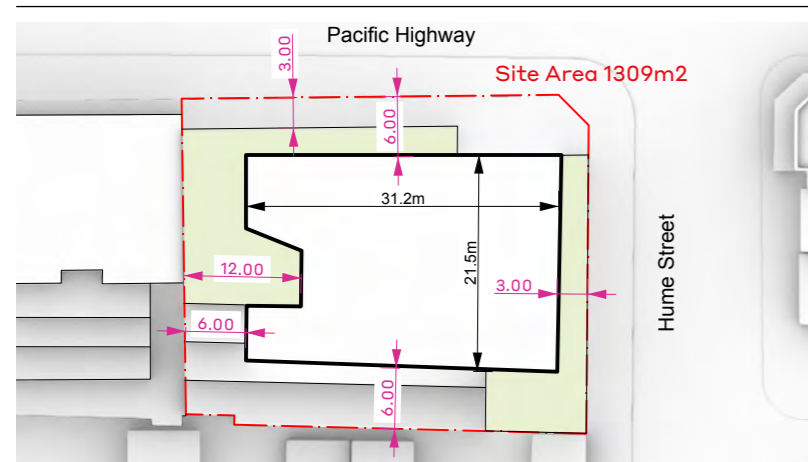 Pacific Highway
3.00
Site Area 1309m2
6.00
31.2m
21.5m
12.00
3.00
Hume Street
6.00
6.00